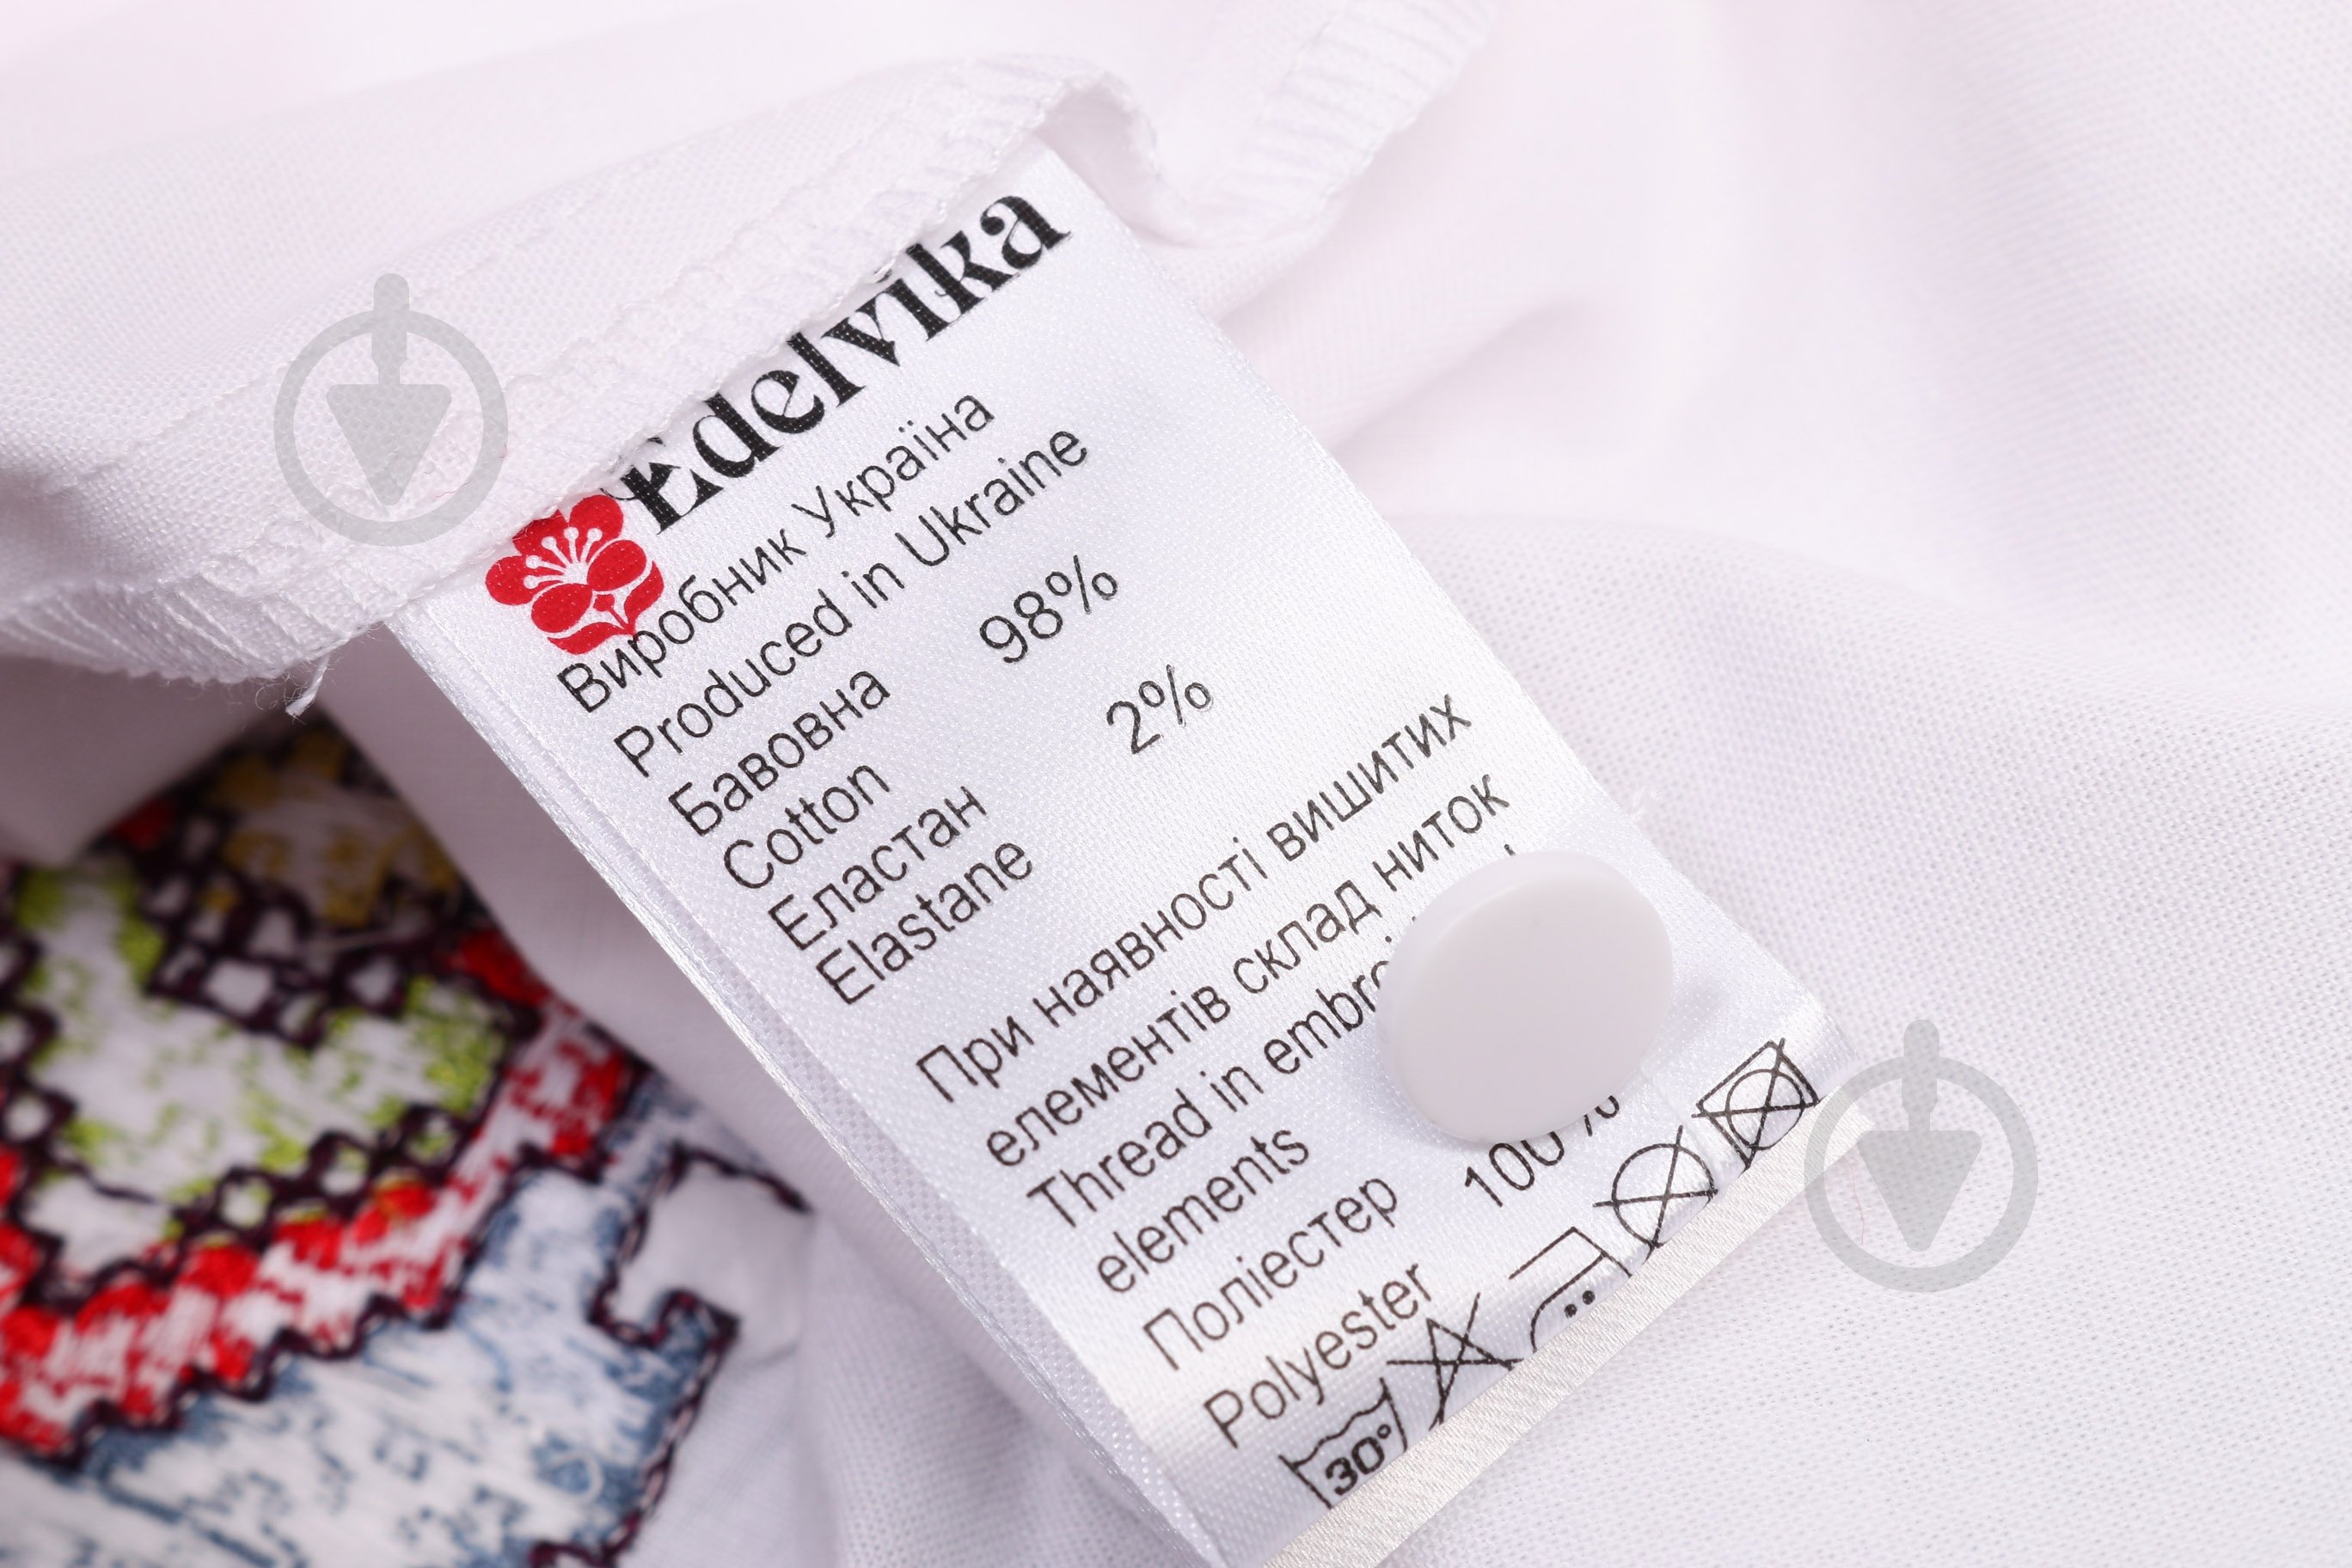 Edelvika
Виробник Україна
Produced in Ukraine
Бавовна 98%
Cotton
Еластан 2%
Elastane
При наявності вишитих
елементів склад ниток
Thread in
elements
Поліестер 100 %
Polyester
30°